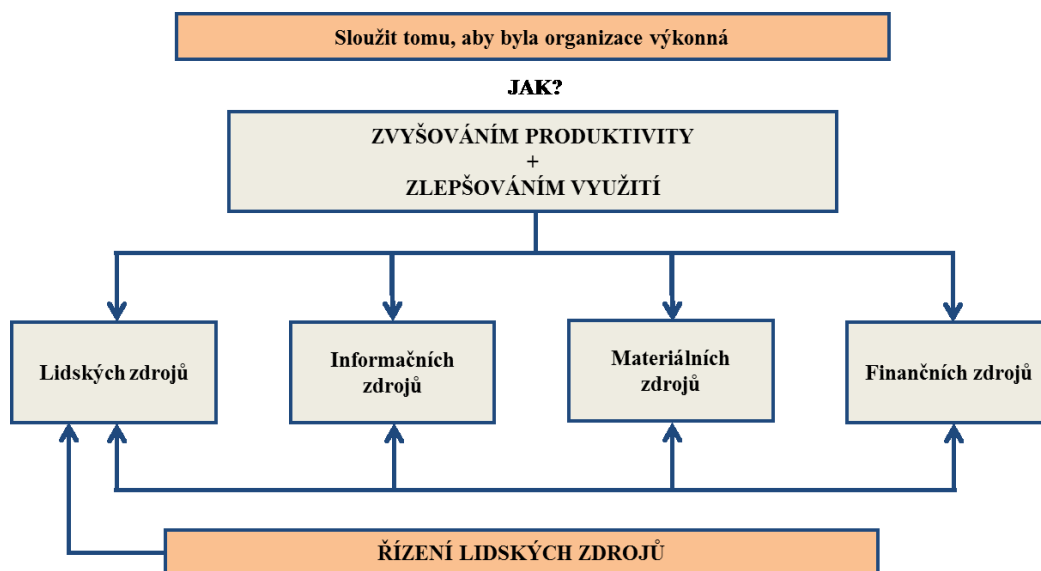 Sloužit tomu, aby byla organizace výkonná
JAK?
ZVYŠOVÁNÍM PRODUKTIVITY
+
ZLEPŠOVÁNÍM VYUŽITÍ
Lidských zdrojů
Informačních
zdrojů
Materiálních
zdrojů
Finančních zdrojů
ŘÍZENÍ LIDSKÝCH ZDROJŮ